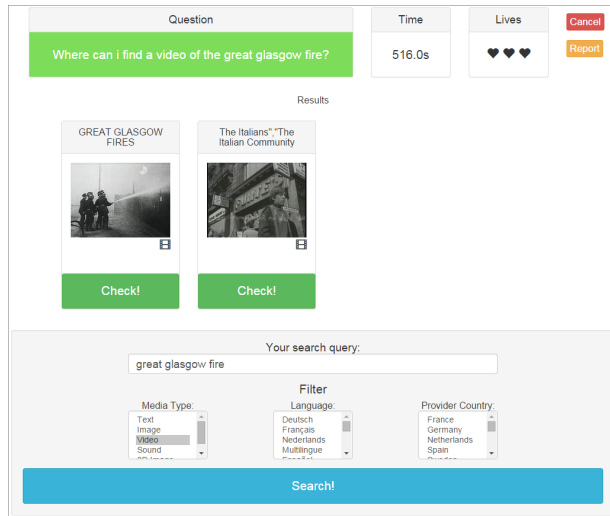 Question
Time
Lives
Cancel
Where can i find a video of the great glasgow fire?
516.0s
Report
Results
GREAT GLASGOW
FIRES
The Italians","The
Italian Community
Check!
Check!
Your search query:
great glasgow fire
Filter
Media Type:
Language:
Provider Country:
Text
Image
Video
Sound
Deutsch
Français
Nederlands
Multilingue
Español
France
Germany
Netherlands
Spain
Sweden
Search!